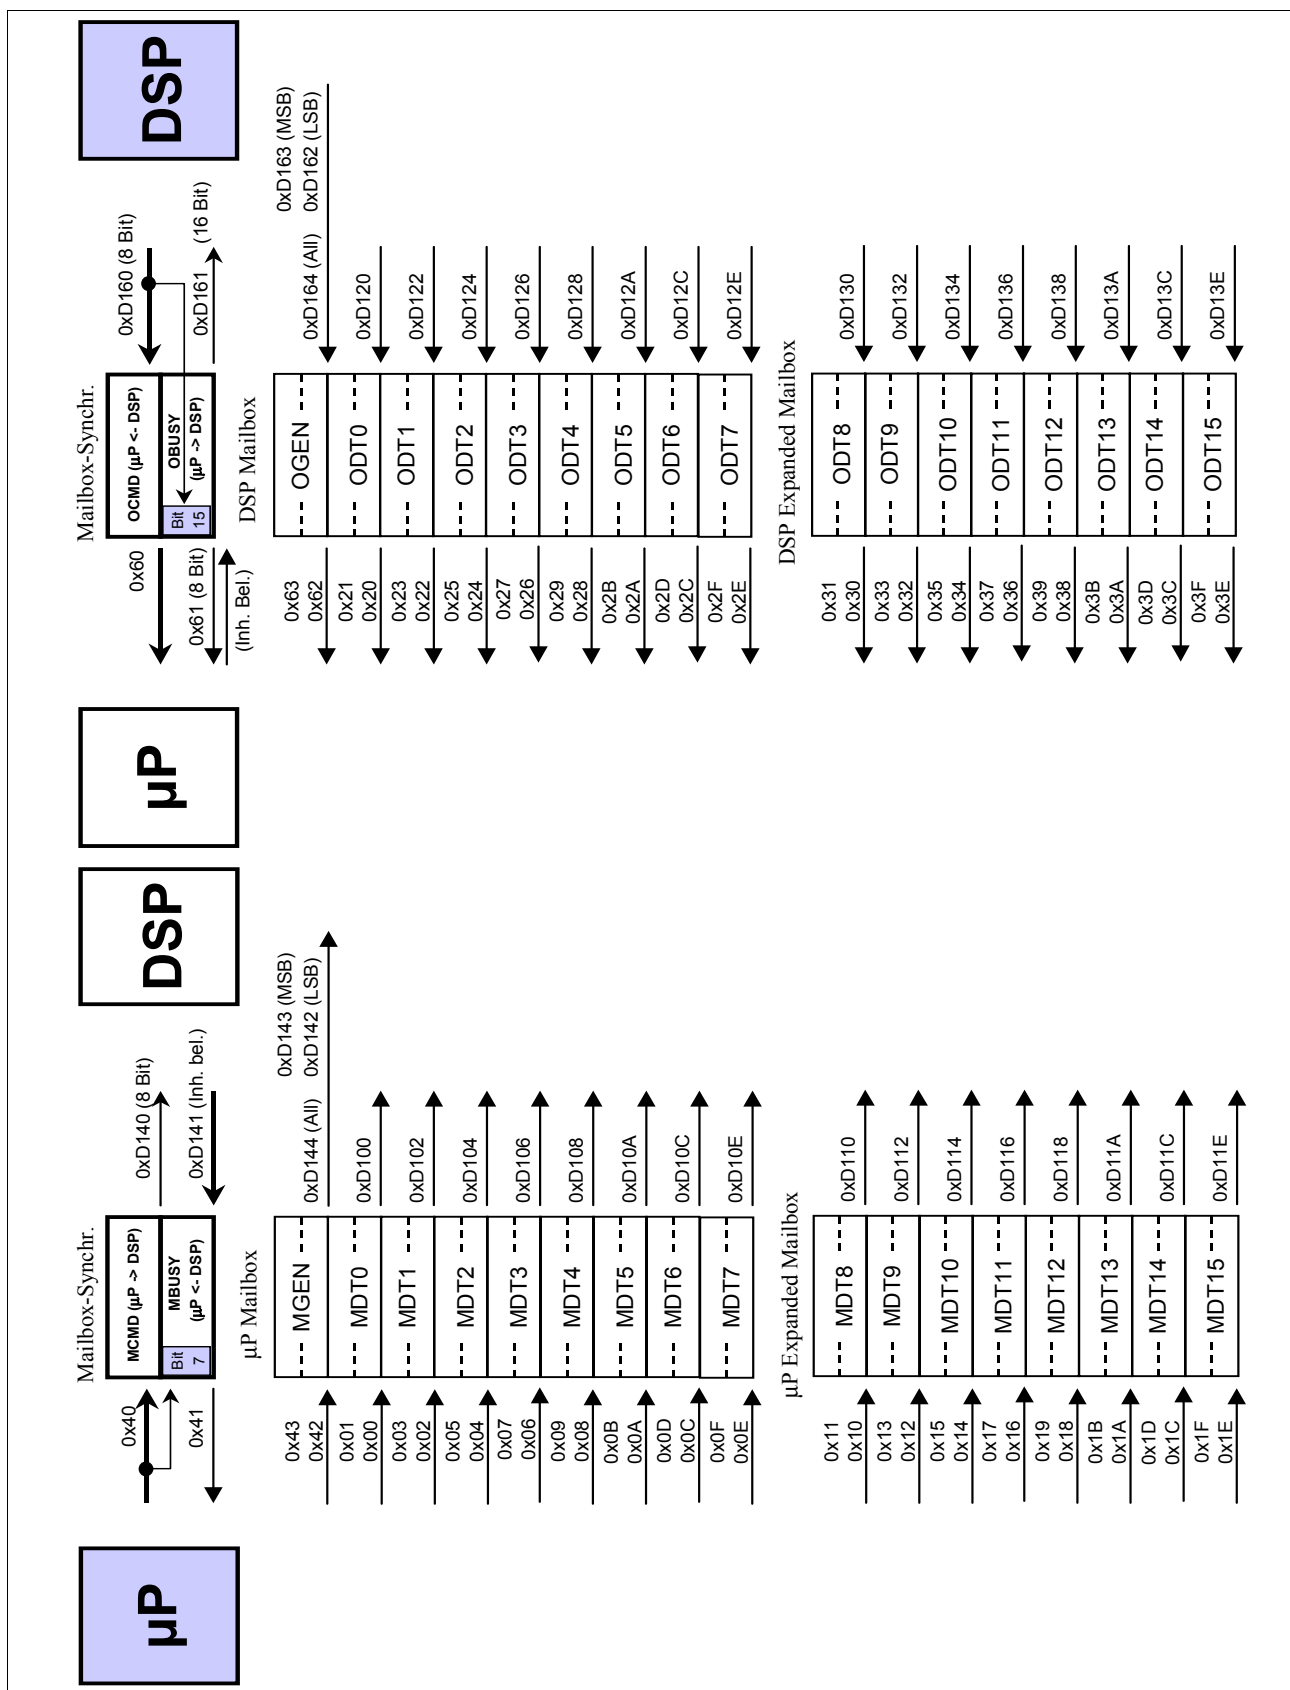 µP
DSP
Mailbox-Synchr.
0x40
MCMD (µP -> DSP)
0xD140 (8 Bit)
Bit
7
MBUSY
(µP <- DSP)
0x41
0xD141 (Inh. bel.)
µP Mailbox
0x43
0x42
MGEN
0xD144 (All)
0xD143 (MSB)
0xD142 (LSB)
0x01
0x00
MDT0
0xD100
0x03
0x02
MDT1
0xD102
0x05
0x04
MDT2
0xD104
0x07
0x06
MDT3
0xD106
0x09
0x08
MDT4
0xD108
0x0B
0x0A
MDT5
0xD10A
0x0D
0x0C
MDT6
0xD10C
0x0F
0x0E
MDT7
0xD10E
µP Expanded Mailbox
0x11
0x10
MDT8
0xD110
0x13
0x12
MDT9
0xD112
0x15
0x14
MDT10
0xD114
0x17
0x16
MDT11
0xD116
0x19
0x18
MDT12
0xD118
0x1B
0x1A
MDT13
0xD11A
0x1D
0x1C
MDT14
0xD11C
0x1F
0x1E
MDT15
0xD11E
µP
DSP
Mailbox-Synchr.
0x60
OCMD (µP <- DSP)
0xD160 (8 Bit)
0x61 (8 Bit)
(Inh. Bel.)
Bit
15
OBUSY
(µP -> DSP)
0xD161 (16 Bit)
DSP Mailbox
0x63
0x62
OGEN
0xD164 (All)
0xD163 (MSB)
0xD162 (LSB)
0x21
0x20
ODT0
0xD120
0x23
0x22
ODT1
0xD122
0x25
0x24
ODT2
0xD124
0x27
0x26
ODT3
0xD126
0x29
0x28
ODT4
0xD128
0x2B
0x2A
ODT5
0xD12A
0x2D
0x2C
ODT6
0xD12C
0x2F
0x2E
ODT7
0xD12E
DSP Expanded Mailbox
0x31
0x30
ODT8
0xD130
0x33
0x32
ODT9
0xD132
0x35
0x34
ODT10
0xD134
0x37
0x36
ODT11
0xD136
0x39
0x38
ODT12
0xD138
0x3B
0x3A
ODT13
0xD13A
0x3D
0x3C
ODT14
0xD13C
0x3F
0x3E
ODT15
0xD13E